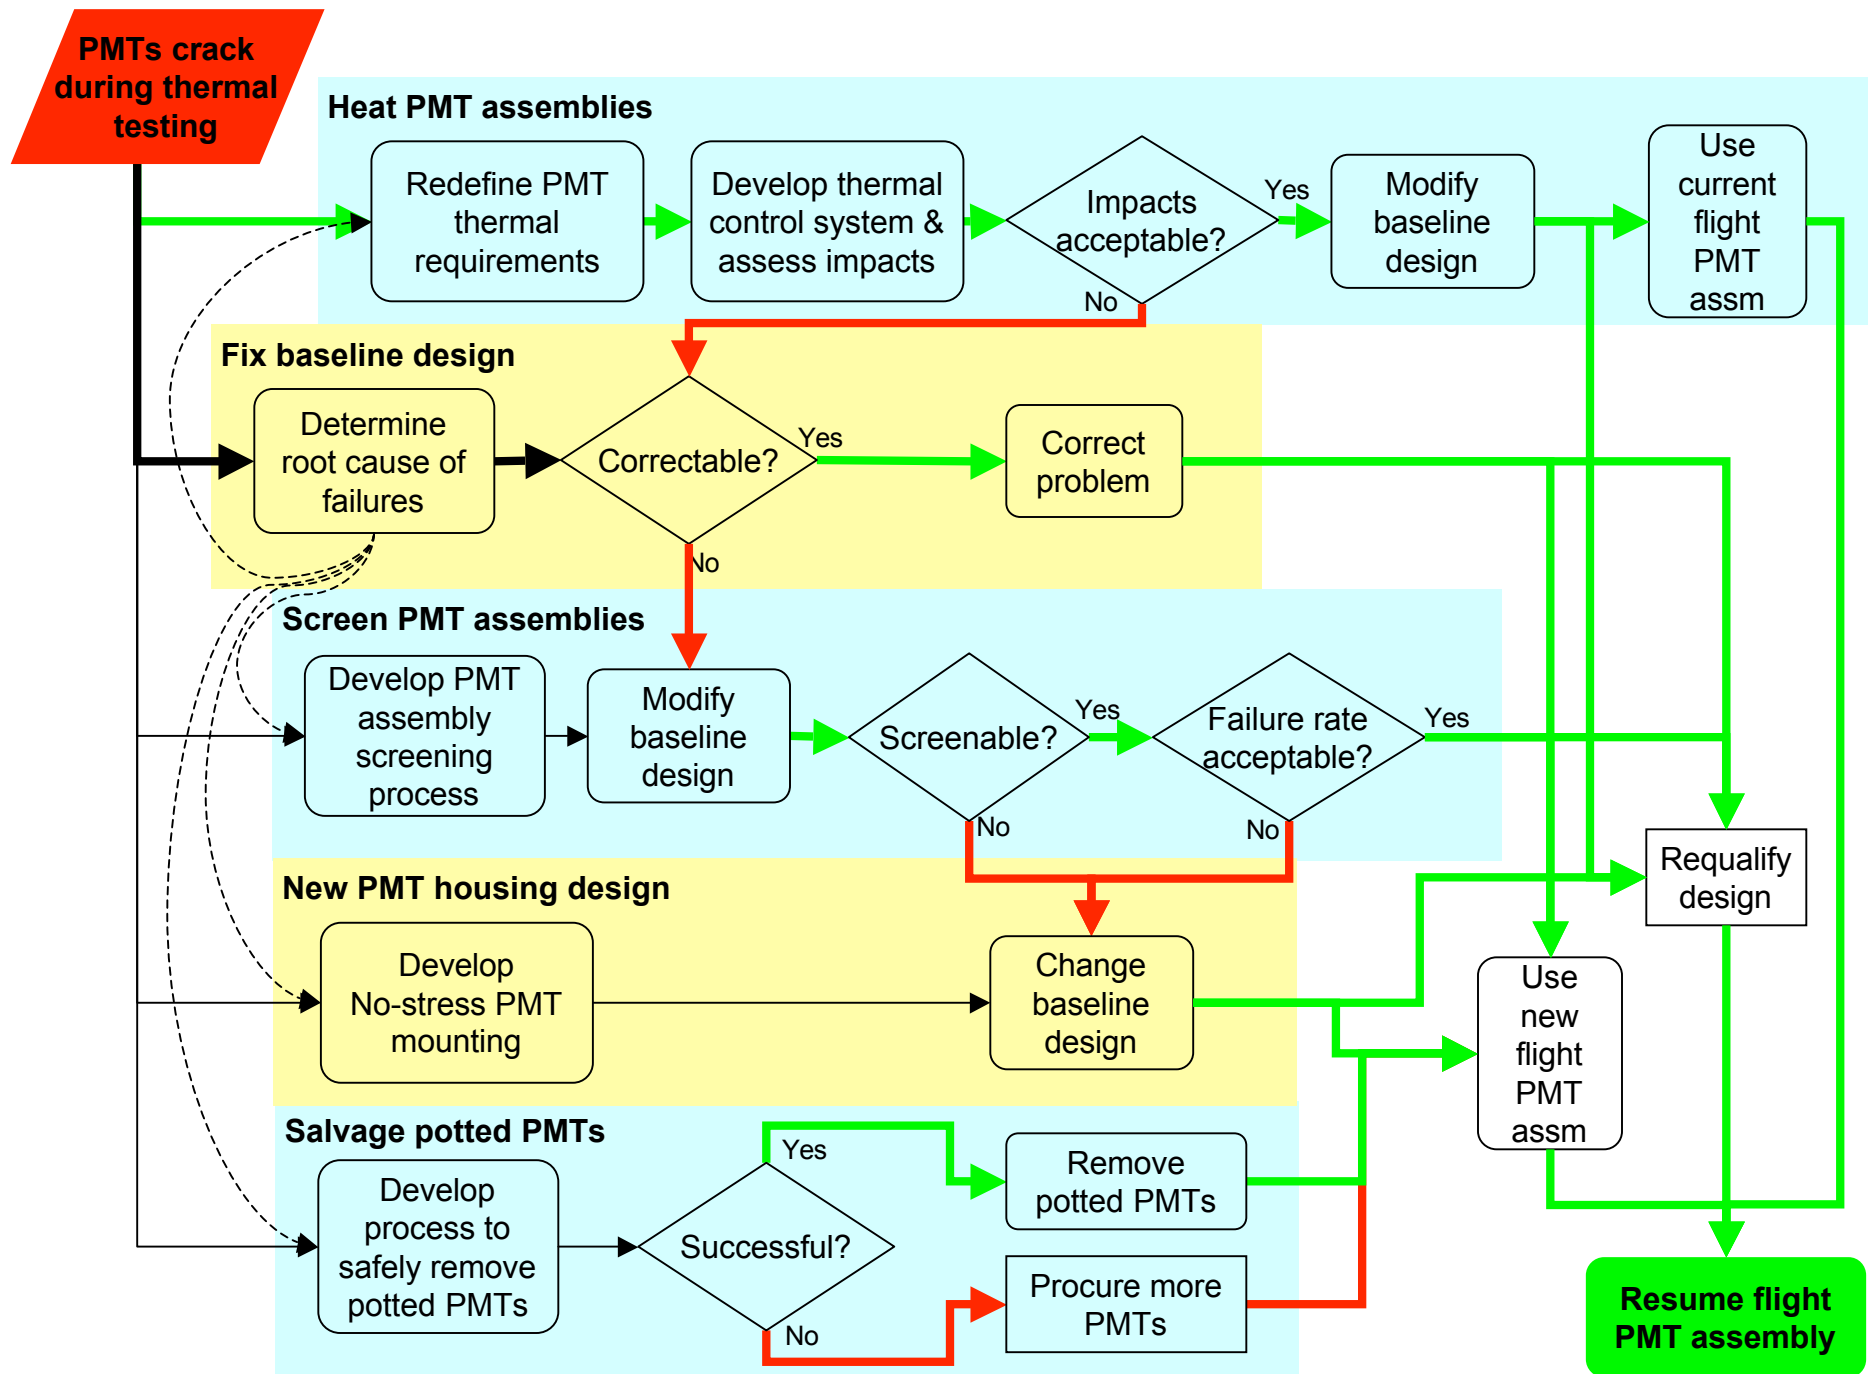 PMTs crack
during thermal
testing
Heat PMT assemblies
Redefine PMT
thermal
requirements
Develop thermal
control system &
assess impacts
Impacts
acceptable?
Yes
No
Modify
baseline
design
Use
current
flight
PMT
assm
Fix baseline design
Determine
root cause of
failures
Correctable?
Yes
No
Correct
problem
Screen PMT assemblies
Develop PMT
assembly
screening
process
Modify
baseline
design
Screenable?
Yes
No
Failure rate
acceptable?
Yes
No
Requalify
design
New PMT housing design
Develop
No-stress PMT
mounting
Change
baseline
design
Use
new
flight
PMT
assm
Salvage potted PMTs
Develop
process to
safely remove
potted PMTs
Successful?
Yes
No
Remove
potted PMTs
Procure more
PMTs
Resume flight
PMT assembly